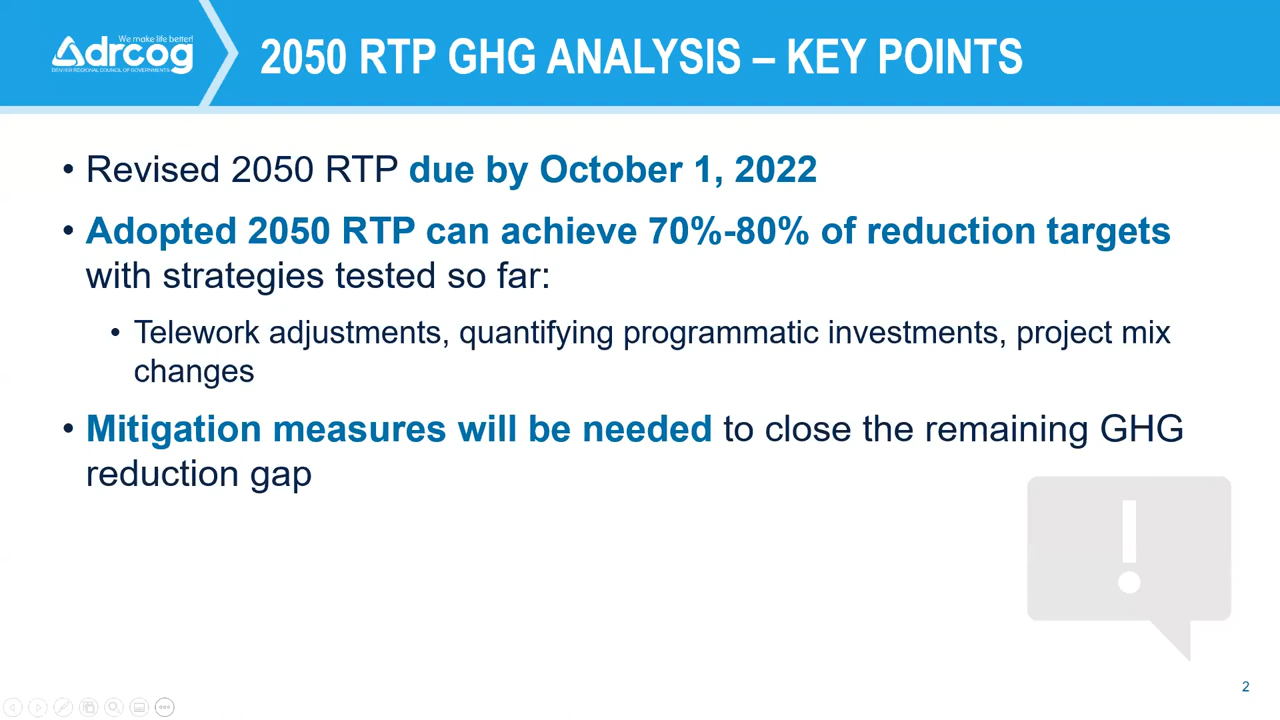 We make life better!
drcog
DENVER REGIONAL COUNCIL OF GOVERNMENTS
2050 RTP GHG ANALYSIS – KEY POINTS
• Revised 2050 RTP due by October 1, 2022
• Adopted 2050 RTP can achieve 70%-80% of reduction targets
with strategies tested so far:
• Telework adjustments, quantifying programmatic investments, project mix
changes
• Mitigation measures will be needed to close the remaining GHG
reduction gap
!
2